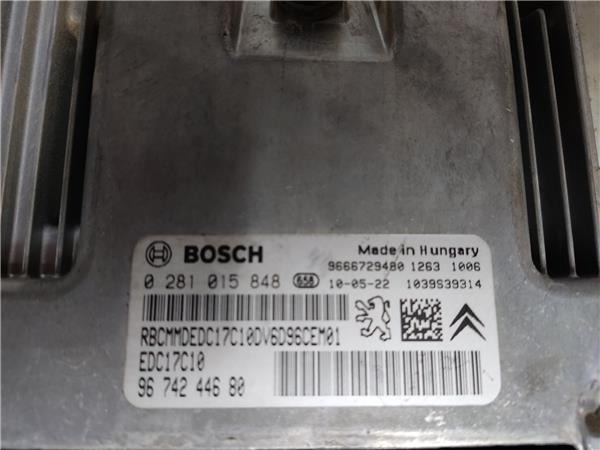 BOSCH
Made in Hungary
0 281 015 848
9666729480 1263 1006
10-05-22 1039S39314
RBCMMDEDC17C10DV6D96CEM01
EDC17C10
96 742 446 80